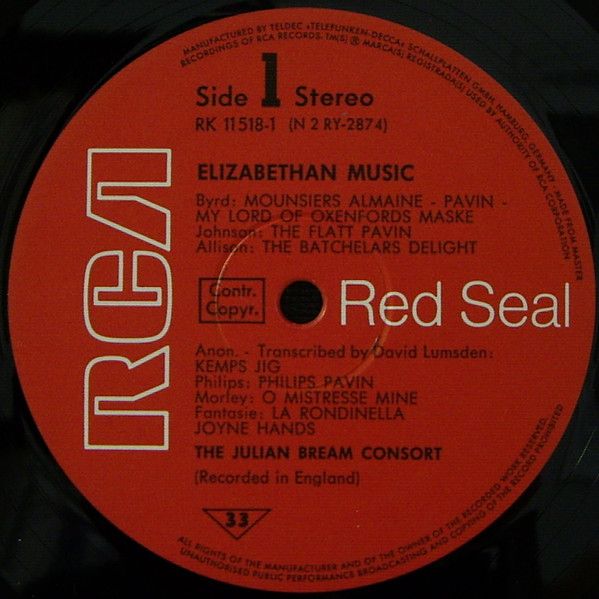 MANUFACTURED BY TELDEC »TELEFUNKEN-DECCA« SCHALLPLATTEN GMBH, HAMBURG, GERMANY, MADE FROM MASTER
RECORDINGS OF RCA RECORDS. TM(S) ® MARCA(S) REGISTRADA(S) USED BY AUTHORITY OF RCA CORPORATION
Side 1 Stereo
RK 11518-1 (N 2 RY-2874)
ELIZABETHAN MUSIC
Byrd: MOUNSIERS ALMAINE - PAVIN -
MY LORD OF OXENFORDS MASKE
Johnson: THE FLATT PAVIN
Allison: THE BATCHELARS DELIGHT
RCA
Contr.
Copyr.
Red Seal
Anon. - Transcribed by David Lumsden:
KEMPS JIG
Philips: PHILIPS PAVIN
Morley: O MISTRESSE MINE
Fantasie: LA RONDINELLA
JOYNE HANDS
THE JULIAN BREAM CONSORT
(Recorded in England)
33
ALL RIGHTS OF THE MANUFACTURER AND OF THE OWNER OF THE RECORDED WORK RESERVED.
UNAUTHORISED PUBLIC PERFORMANCE BROADCASTING AND COPYING OF THE RECORD PROHIBITED